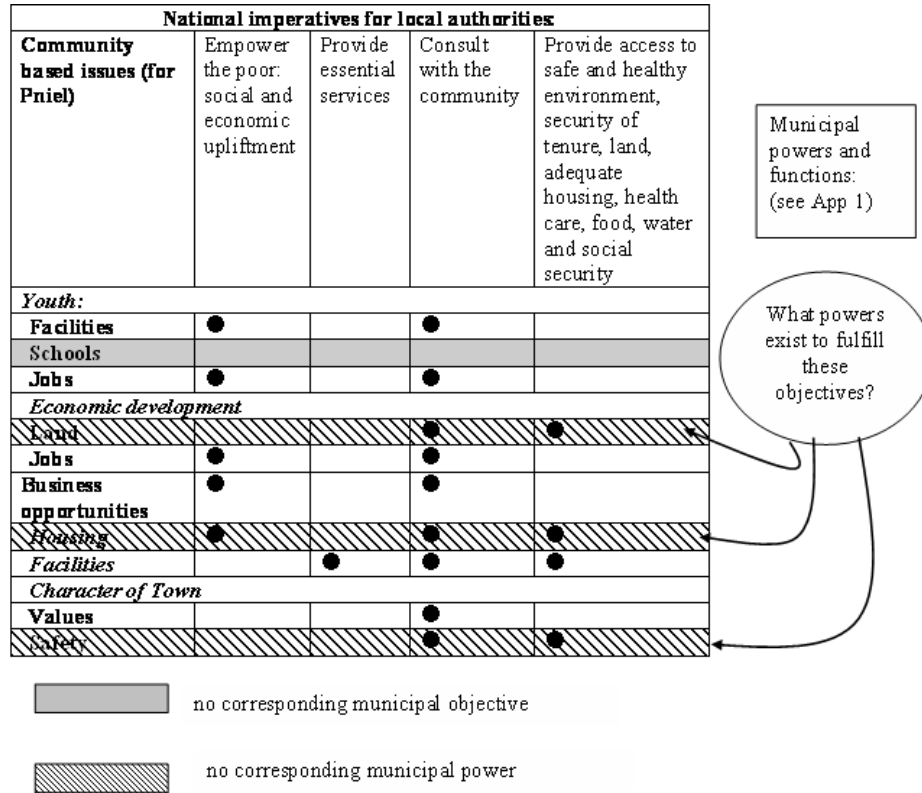 National imperatives for local authorities:
Community
based issues (for
Pniel)
Empower
the poor:
social and
economic
upliftment
Provide
essential
services
Consult
with the
community
Provide access to
safe and healthy
environment,
security of
tenure, land,
adequate
housing, health
care, food, water
and social
security
Municipal
powers and
functions:
(see App 1)
Youth:
Facilities
Schools
Jobs
Economic development
Land
Jobs
Business
opportunities
Housing
Facilities
Character of Town
Values
Safety
What powers
exist to fulfill
these
objectives?
no corresponding municipal objective
no corresponding municipal power